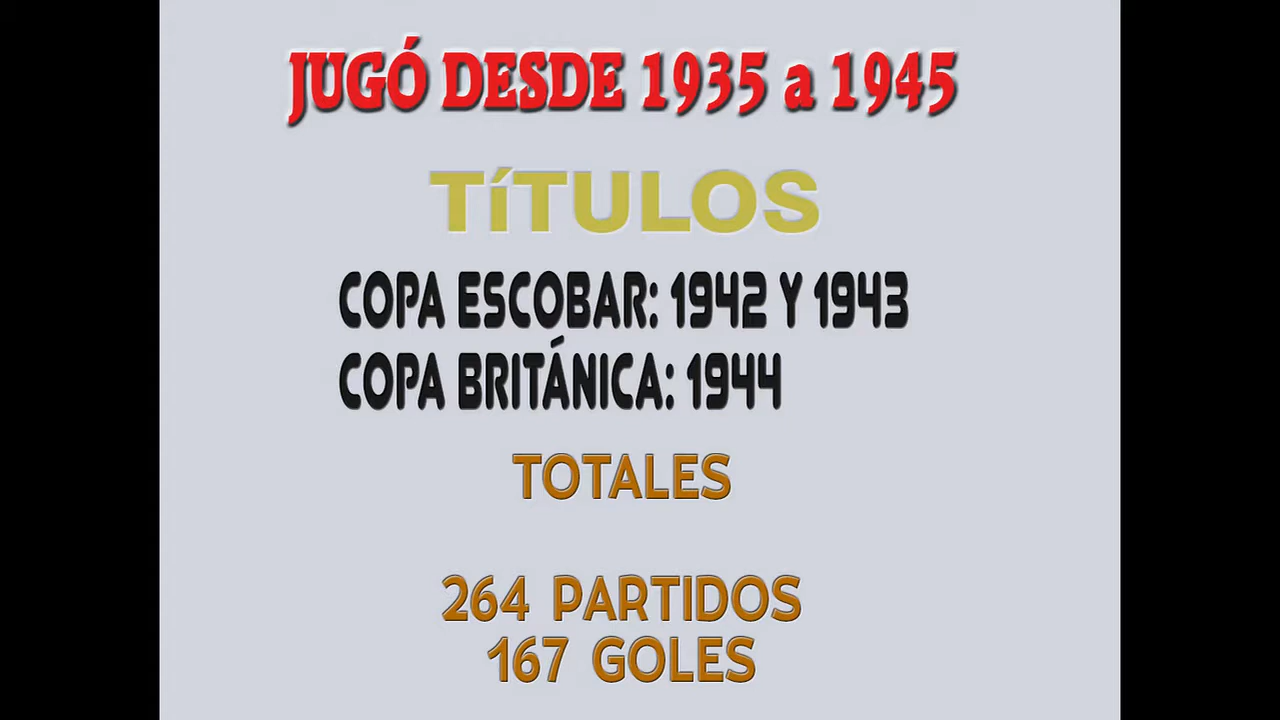 JUGÓ DESDE 1935 a 1945
TíTULOS
COPA ESCOBAR: 1942 Y 1943
COPA BRITÁNICA: 1944
TOTALES
264 PARTIDOS
167 GOLES